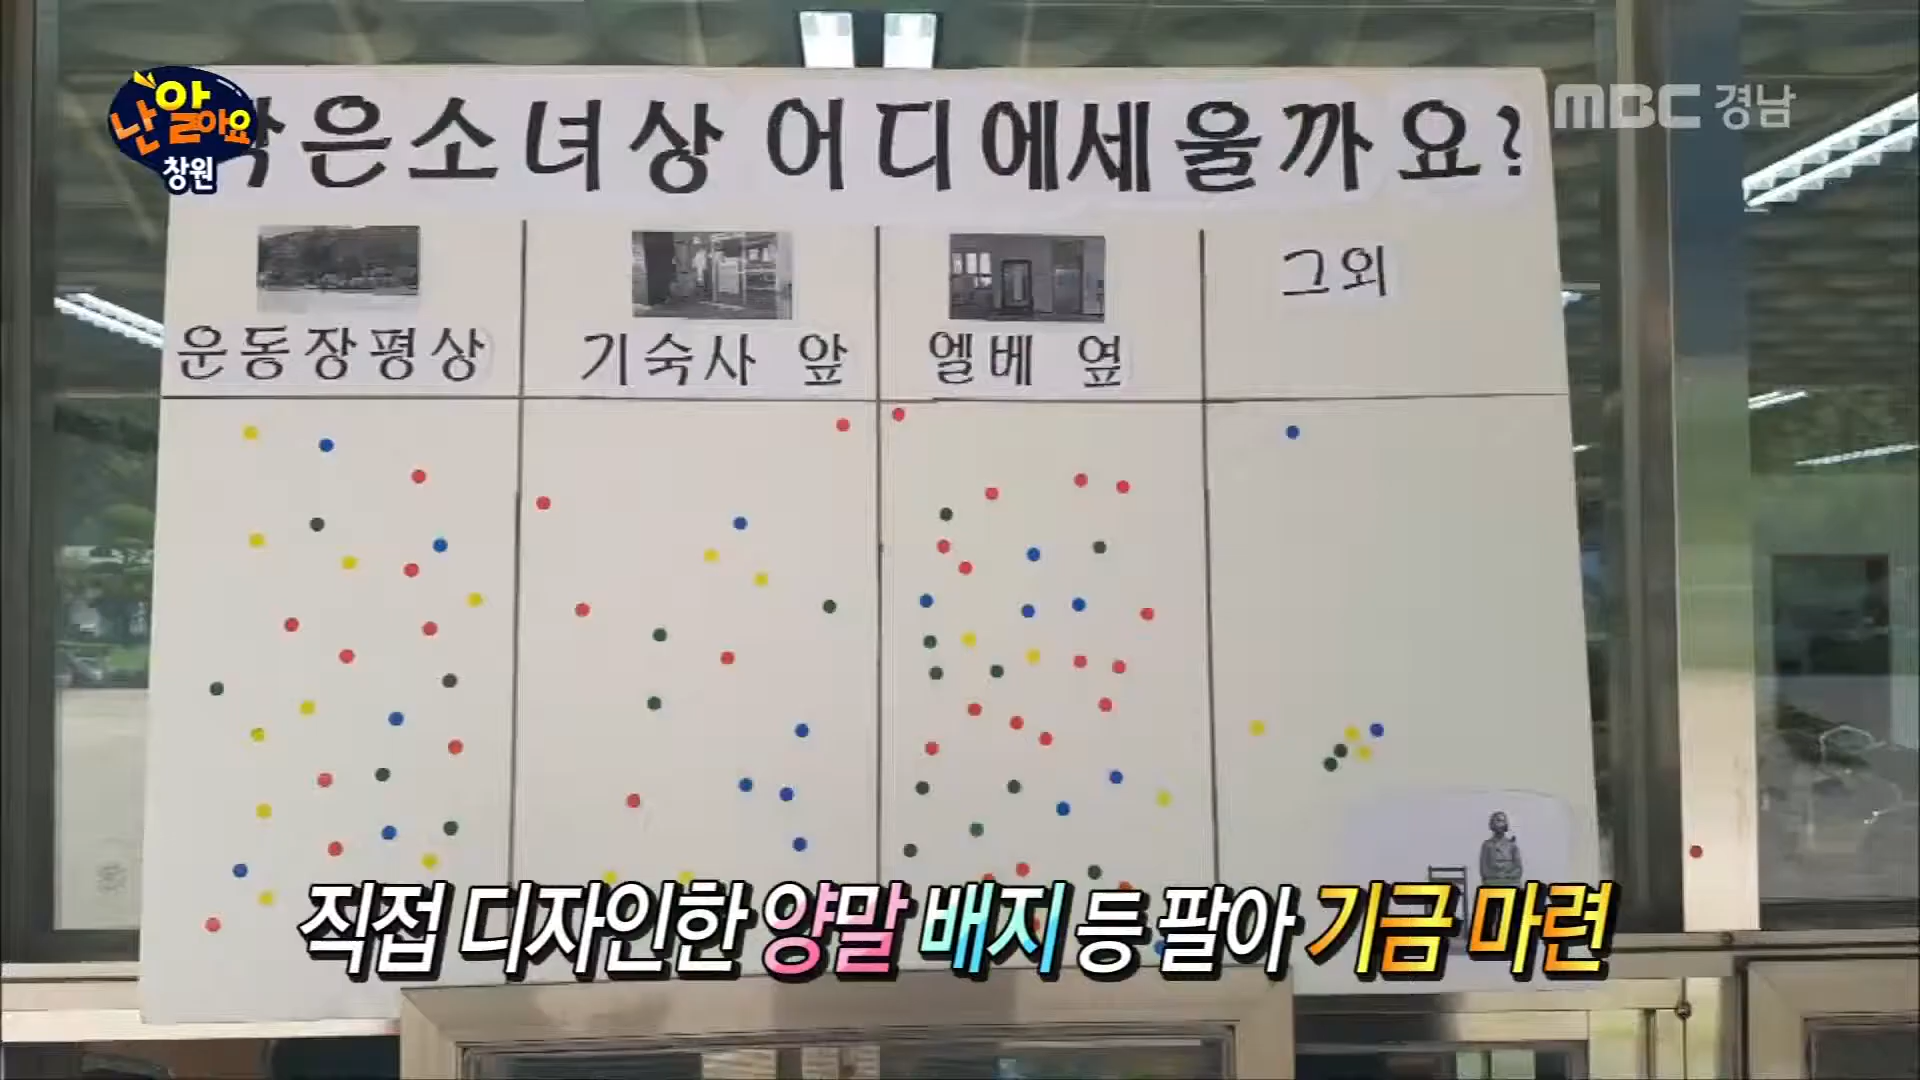 난 알아요
창원
MBC 경남
작은소녀상 어디에세울까요?
운동장평상
기숙사 앞
엘베 옆
그외
직접 디자인한 양말 배지 등 팔아 기금 마련